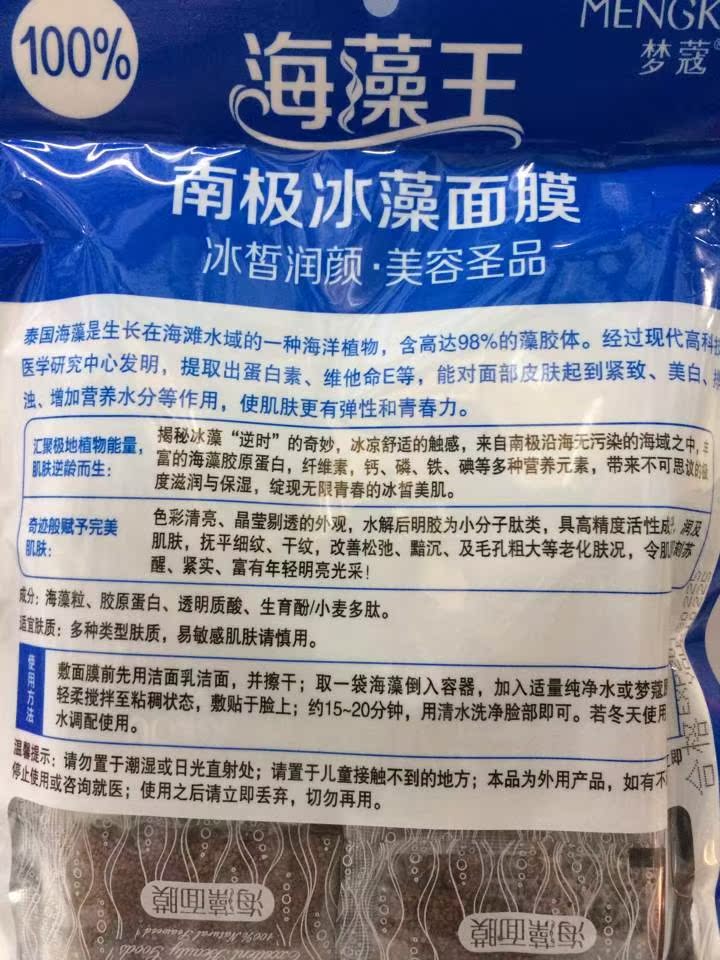 100%
MENGK
梦蔻
海藻王
南极冰藻面膜
冰皙润颜·美容圣品
泰国海藻是生长在海滩水域的一种海洋植物，含高达98%的藻胶体。经过现代高科技
医学研究中心发明，提取出蛋白素、维他命E等，能对面部皮肤起到紧致、美白、
浊、增加营养水分等作用，使肌肤更有弹性和青春力。
汇聚极地植物能量，
肌肤逆龄而生：
揭秘冰藻“逆时”的奇妙，冰凉舒适的触感，来自南极沿海无污染的海域之中，丰
富的海藻胶原蛋白，纤维素，钙、磷、铁、碘等多种营养元素，带来不可思议的极
度滋润与保湿，绽现无限青春的冰皙美肌。
奇迹般赋予完美
肌肤：
色彩清亮、晶莹剔透的外观，水解后明胶为小分子肽类，具高精度活性成分，润及
肌肤，抚平细纹、干纹，改善松弛、黯沉、及毛孔粗大等老化肤况，令肌肤
醒、紧实、富有年轻明亮光采！
成分：海藻粒、胶原蛋白、透明质酸、生育酚/小麦多肽。
适宜肤质：多种类型肤质，易敏感肌肤请慎用。
使用方法
敷面膜前先用洁面乳洁面，并擦干；取一袋海藻倒入容器，加入适量纯净水或梦蔻
轻柔搅拌至粘稠状态，敷贴于脸上；约15~20分钟，用清水洗净脸部即可。若冬天使用
水调配使用。
温馨提示：请勿置于潮湿或日光直射处；请置于儿童接触不到的地方；本品为外用产品，如有不
停止使用或咨询就医；使用之后请立即丢弃，切勿再用。
立即
合格
海藻面膜
100% Natural Seaweed
Excellent Beauty Goods!
海藻面膜